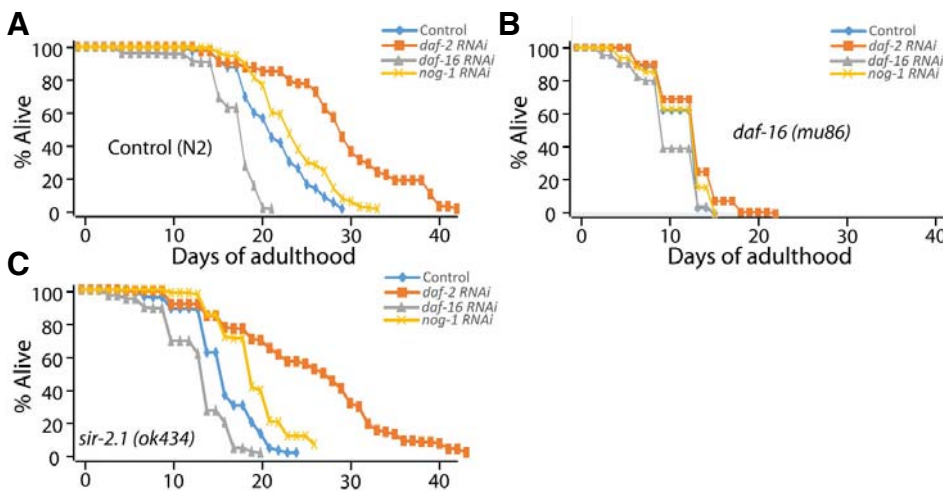 A
Control
daf-2 RNAi
daf-16 RNAi
nog-1 RNAi
100
80
60
40
20
0
% Alive
Control (N2)
0 10 20 30 40
Days of adulthood
B
Control
daf-2 RNAi
daf-16 RNAi
nog-1 RNAi
100
80
60
40
20
0
% Alive
daf-16 (mu86)
0 10 20 30 40
Days of adulthood
C
Control
daf-2 RNAi
daf-16 RNAi
nog-1 RNAi
100
80
60
40
20
0
% Alive
sir-2.1 (ok434)
0 10 20 30 40